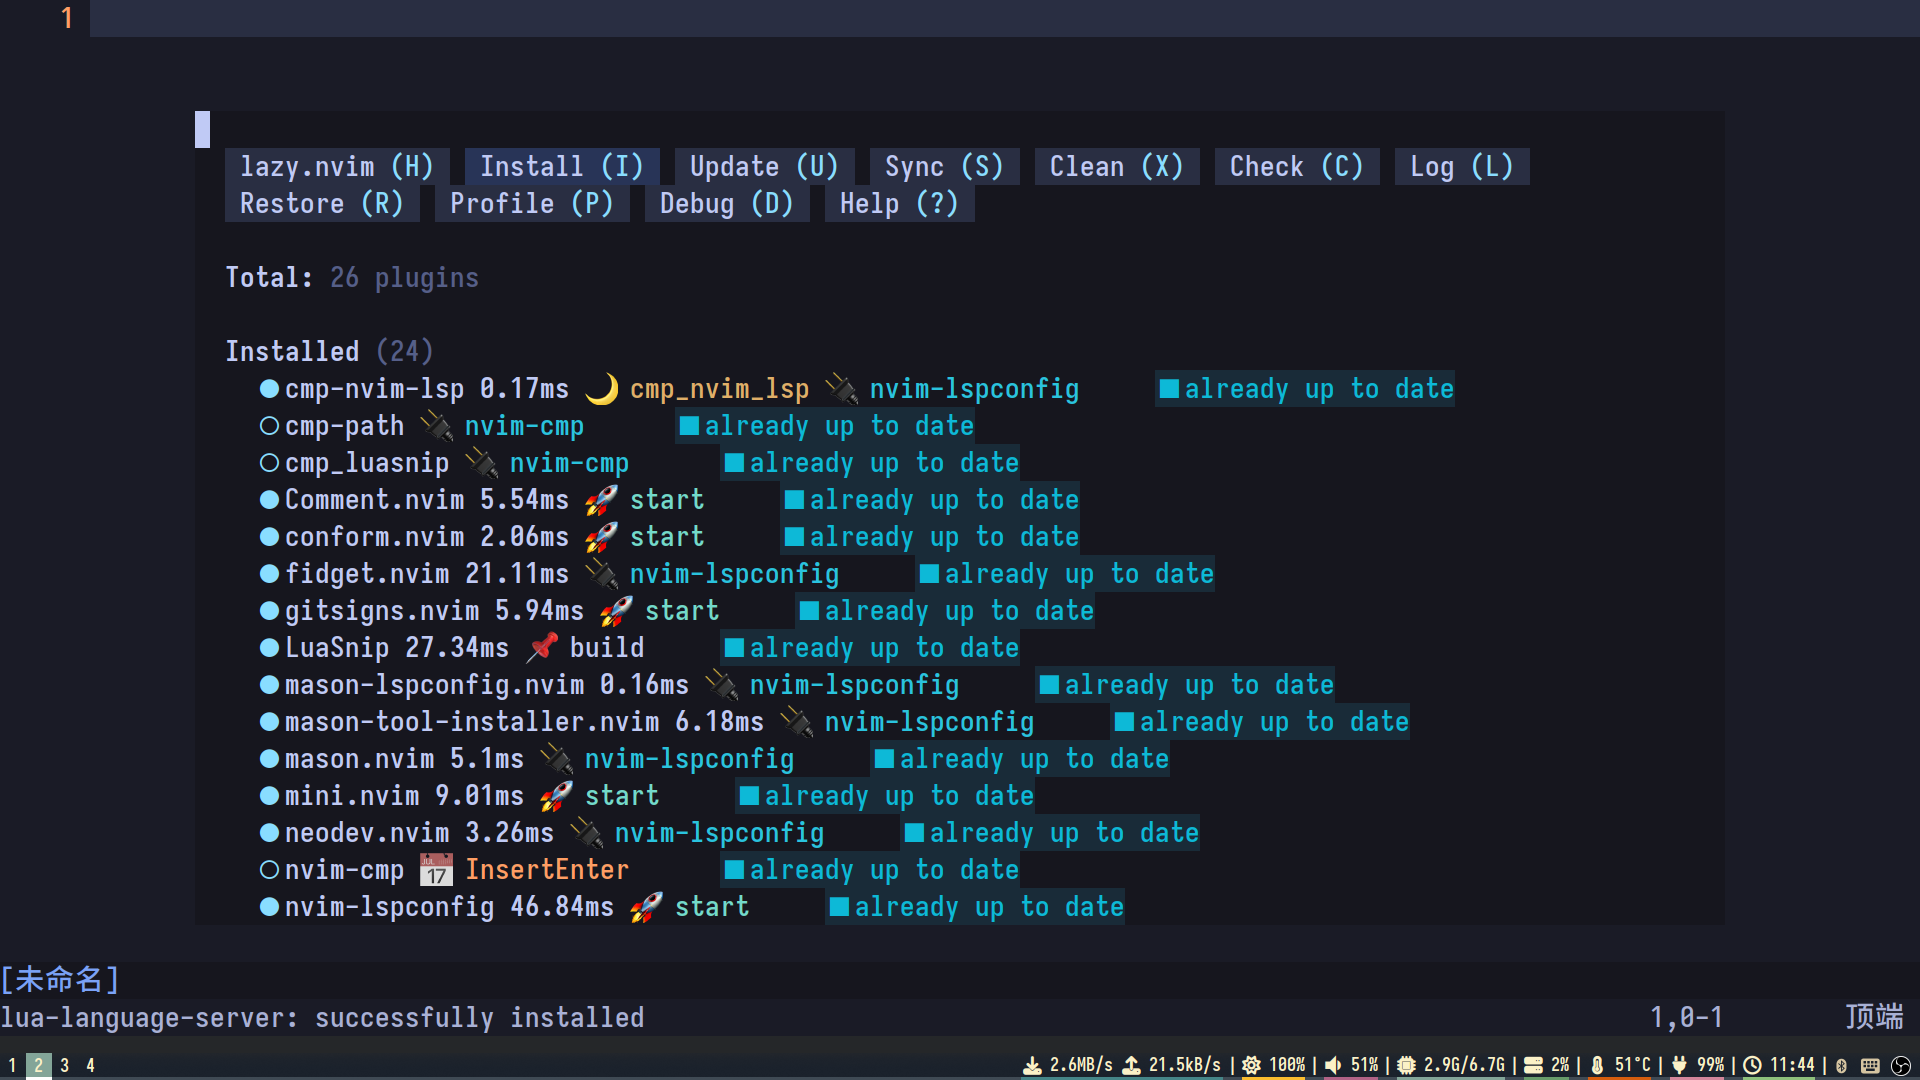 1
lazy.nvim (H) Install (I) Update (U) Sync (S) Clean (X) Check (C) Log (L)
Restore (R) Profile (P) Debug (D) Help (?)
Total: 26 plugins
Installed (24)
● cmp-nvim-lsp 0.17ms 🌙 cmp_nvim_lsp 🔌 nvim-lspconfig ■ already up to date
○ cmp-path 🔌 nvim-cmp ■ already up to date
○ cmp_luasnip 🔌 nvim-cmp ■ already up to date
● Comment.nvim 5.54ms 🚀 start ■ already up to date
● conform.nvim 2.06ms 🚀 start ■ already up to date
● fidget.nvim 21.11ms 🔌 nvim-lspconfig ■ already up to date
● gitsigns.nvim 5.94ms 🚀 start ■ already up to date
● LuaSnip 27.34ms 📌 build ■ already up to date
● mason-lspconfig.nvim 0.16ms 🔌 nvim-lspconfig ■ already up to date
● mason-tool-installer.nvim 6.18ms 🔌 nvim-lspconfig ■ already up to date
● mason.nvim 5.1ms 🔌 nvim-lspconfig ■ already up to date
● mini.nvim 9.01ms 🚀 start ■ already up to date
● neodev.nvim 3.26ms 🔌 nvim-lspconfig ■ already up to date
○ nvim-cmp 📅 InsertEnter ■ already up to date
● nvim-lspconfig 46.84ms 🚀 start ■ already up to date
[未命名]
lua-language-server: successfully installed 1,0-1 顶端
1 2 3 4 2.6MB/s 21.5kB/s | 100% | 51% | 2.9G/6.7G | 2% | 51°C | 99% | 11:44 |